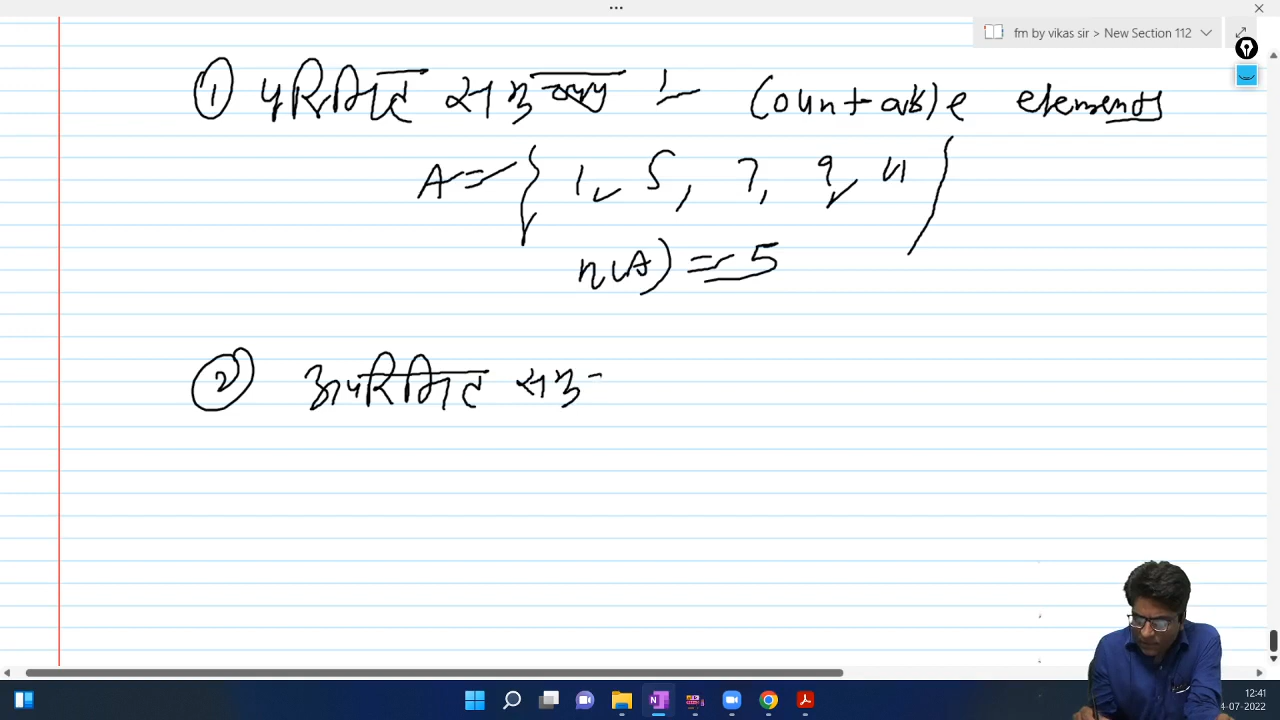 fm by vikas sir > New Section 112
① परिमित समुच्चय :- Countable elements
A = { 1, 5, 7, 9, 11 }
n(A) = 5
② अपरिमित समु
12:41
4-07-2022